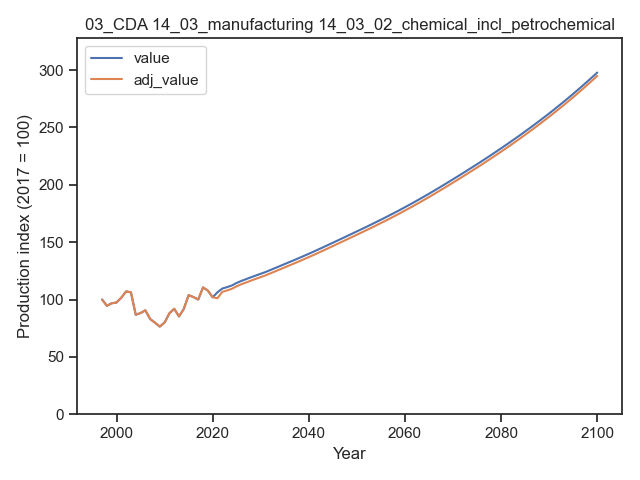 03_CDA 14_03_manufacturing 14_03_02_chemical_incl_petrochemical
value
adj_value
Production index (2017 = 100)
300
250
200
150
100
50
0
2000 2020 2040 2060 2080 2100
Year